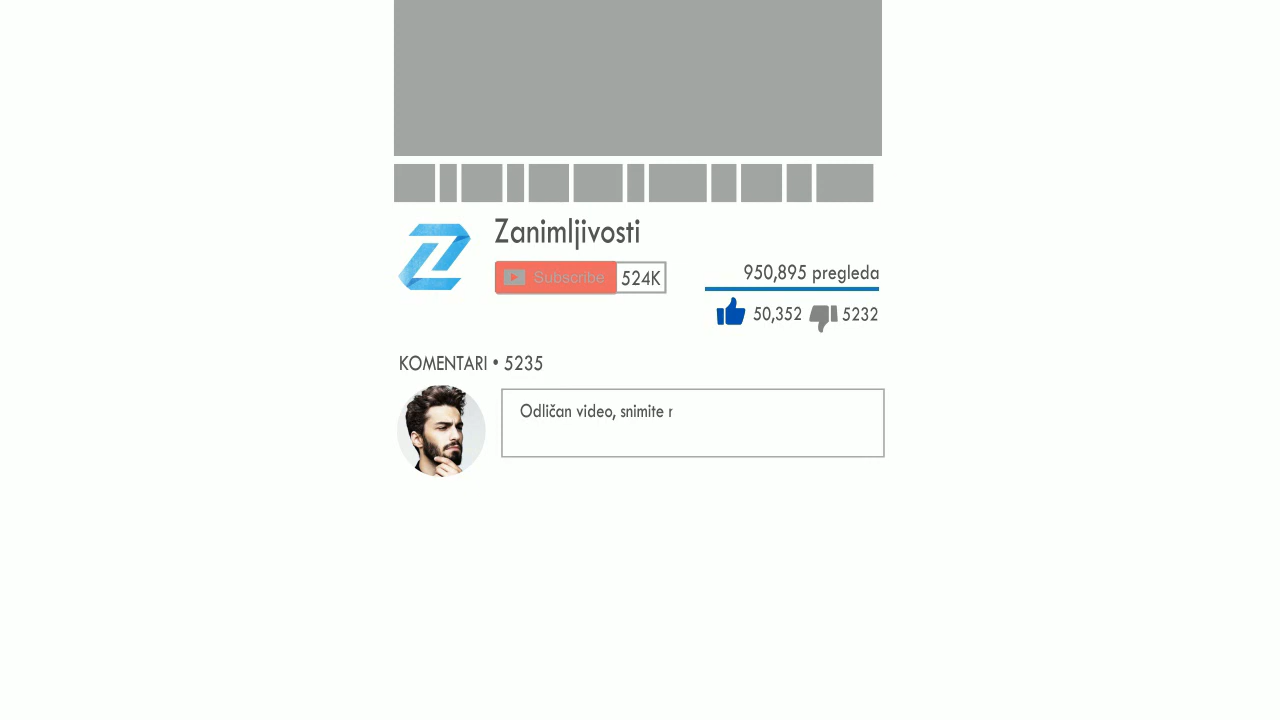 Zanimljivosti
Subscribe 524K
950,895 pregleda
50,352 5232
KOMENTARI • 5235
Odličan video, snimite r